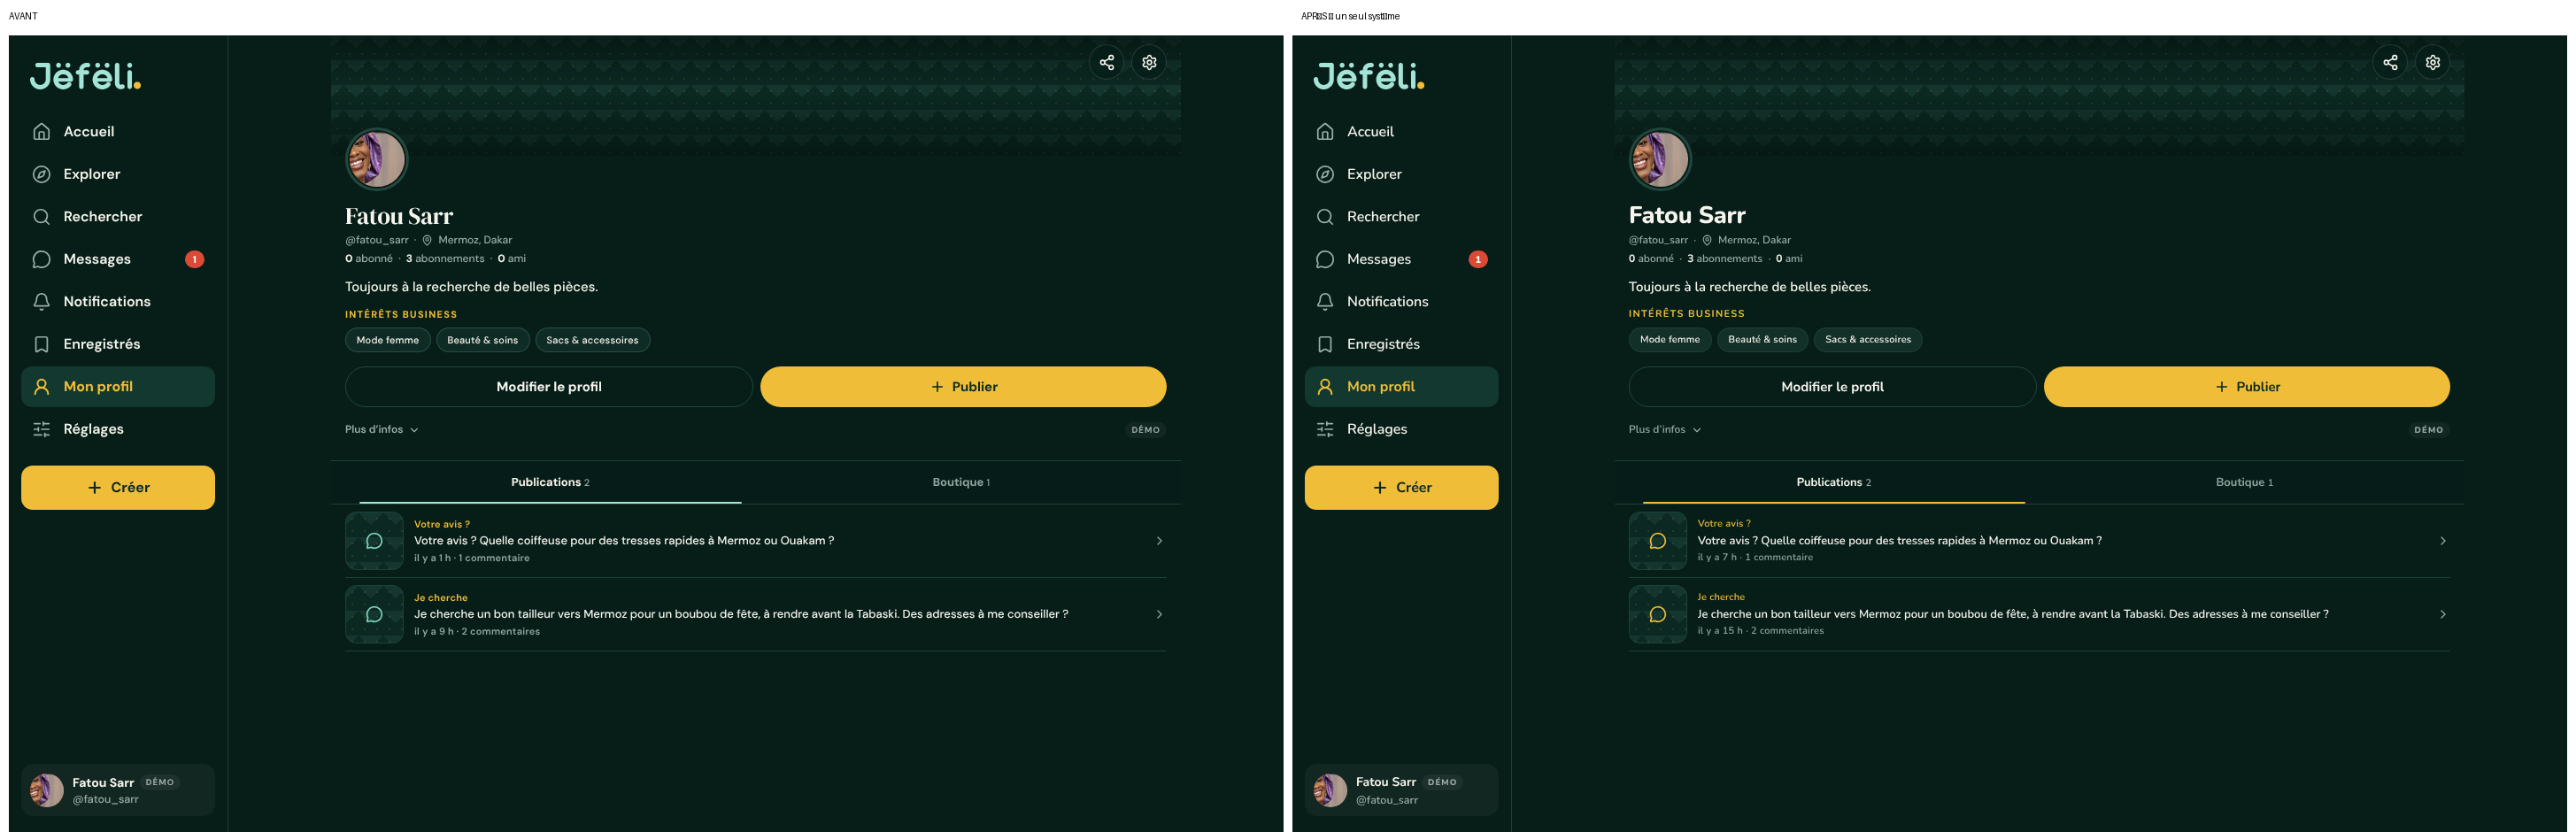 AVANT
Jëfëli.
Accueil
Explorer
Rechercher
Messages 1
Notifications
Enregistrés
Mon profil
Réglages
+ Créer
Fatou Sarr DÉMO
@fatou_sarr
Fatou Sarr
@fatou_sarr · Mermoz, Dakar
0 abonné · 3 abonnements · 0 ami
Toujours à la recherche de belles pièces.
INTÉRÊTS BUSINESS
Mode femme Beauté & soins Sacs & accessoires
Modifier le profil + Publier
Plus d’infos DÉMO
Publications 2 Boutique 1
Votre avis ?
Votre avis ? Quelle coiffeuse pour des tresses rapides à Mermoz ou Ouakam ?
il y a 1 h · 1 commentaire
Je cherche
Je cherche un bon tailleur vers Mermoz pour un boubou de fête, à rendre avant la Tabaski. Des adresses à me conseiller ?
il y a 9 h · 2 commentaires
APR□S □ un seul syst□me
Jëfëli.
Accueil
Explorer
Rechercher
Messages 1
Notifications
Enregistrés
Mon profil
Réglages
+ Créer
Fatou Sarr DÉMO
@fatou_sarr
Fatou Sarr
@fatou_sarr · Mermoz, Dakar
0 abonné · 3 abonnements · 0 ami
Toujours à la recherche de belles pièces.
INTÉRÊTS BUSINESS
Mode femme Beauté & soins Sacs & accessoires
Modifier le profil + Publier
Plus d’infos DÉMO
Publications 2 Boutique 1
Votre avis ?
Votre avis ? Quelle coiffeuse pour des tresses rapides à Mermoz ou Ouakam ?
il y a 7 h · 1 commentaire
Je cherche
Je cherche un bon tailleur vers Mermoz pour un boubou de fête, à rendre avant la Tabaski. Des adresses à me conseiller ?
il y a 15 h · 2 commentaires